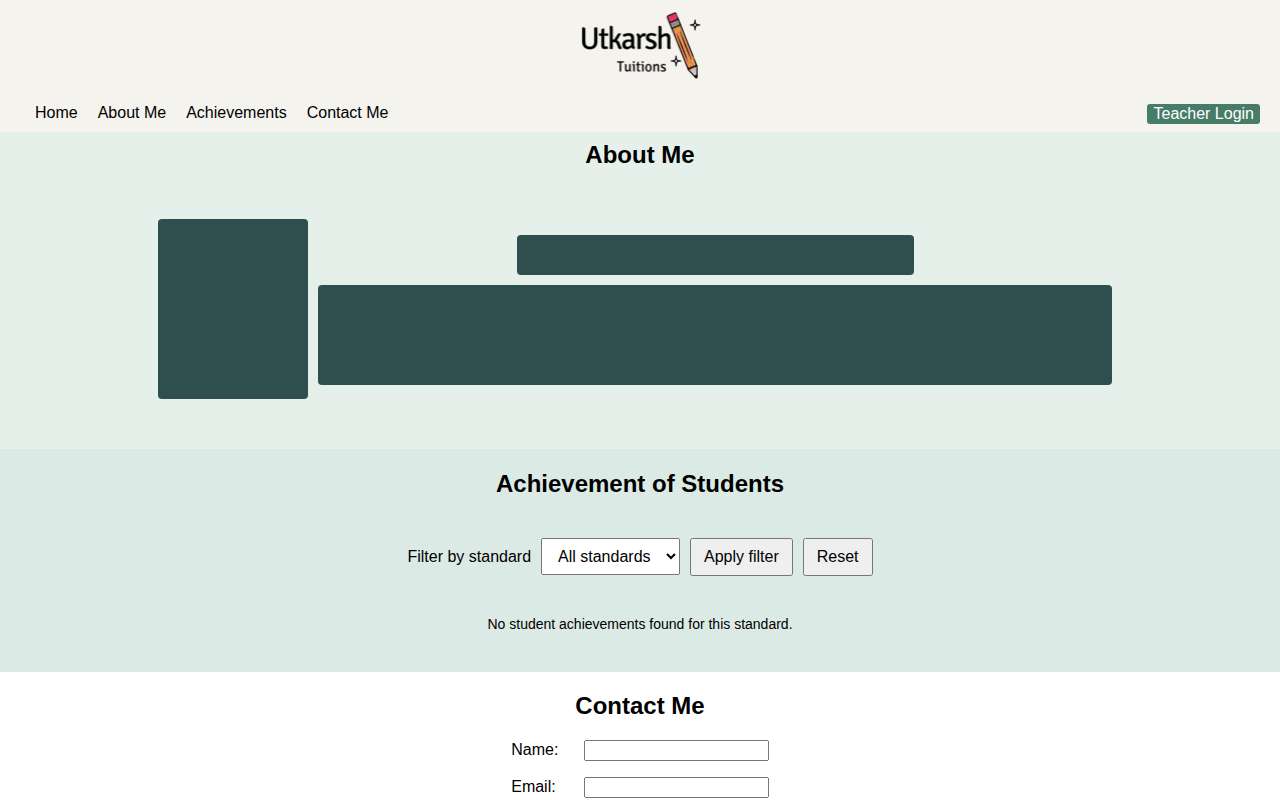 Utkarsh
Tuitions
Home About Me Achievements Contact Me Teacher Login
About Me
Achievement of Students
Filter by standard All standards Apply filter Reset
No student achievements found for this standard.
Contact Me
Name:
Email: